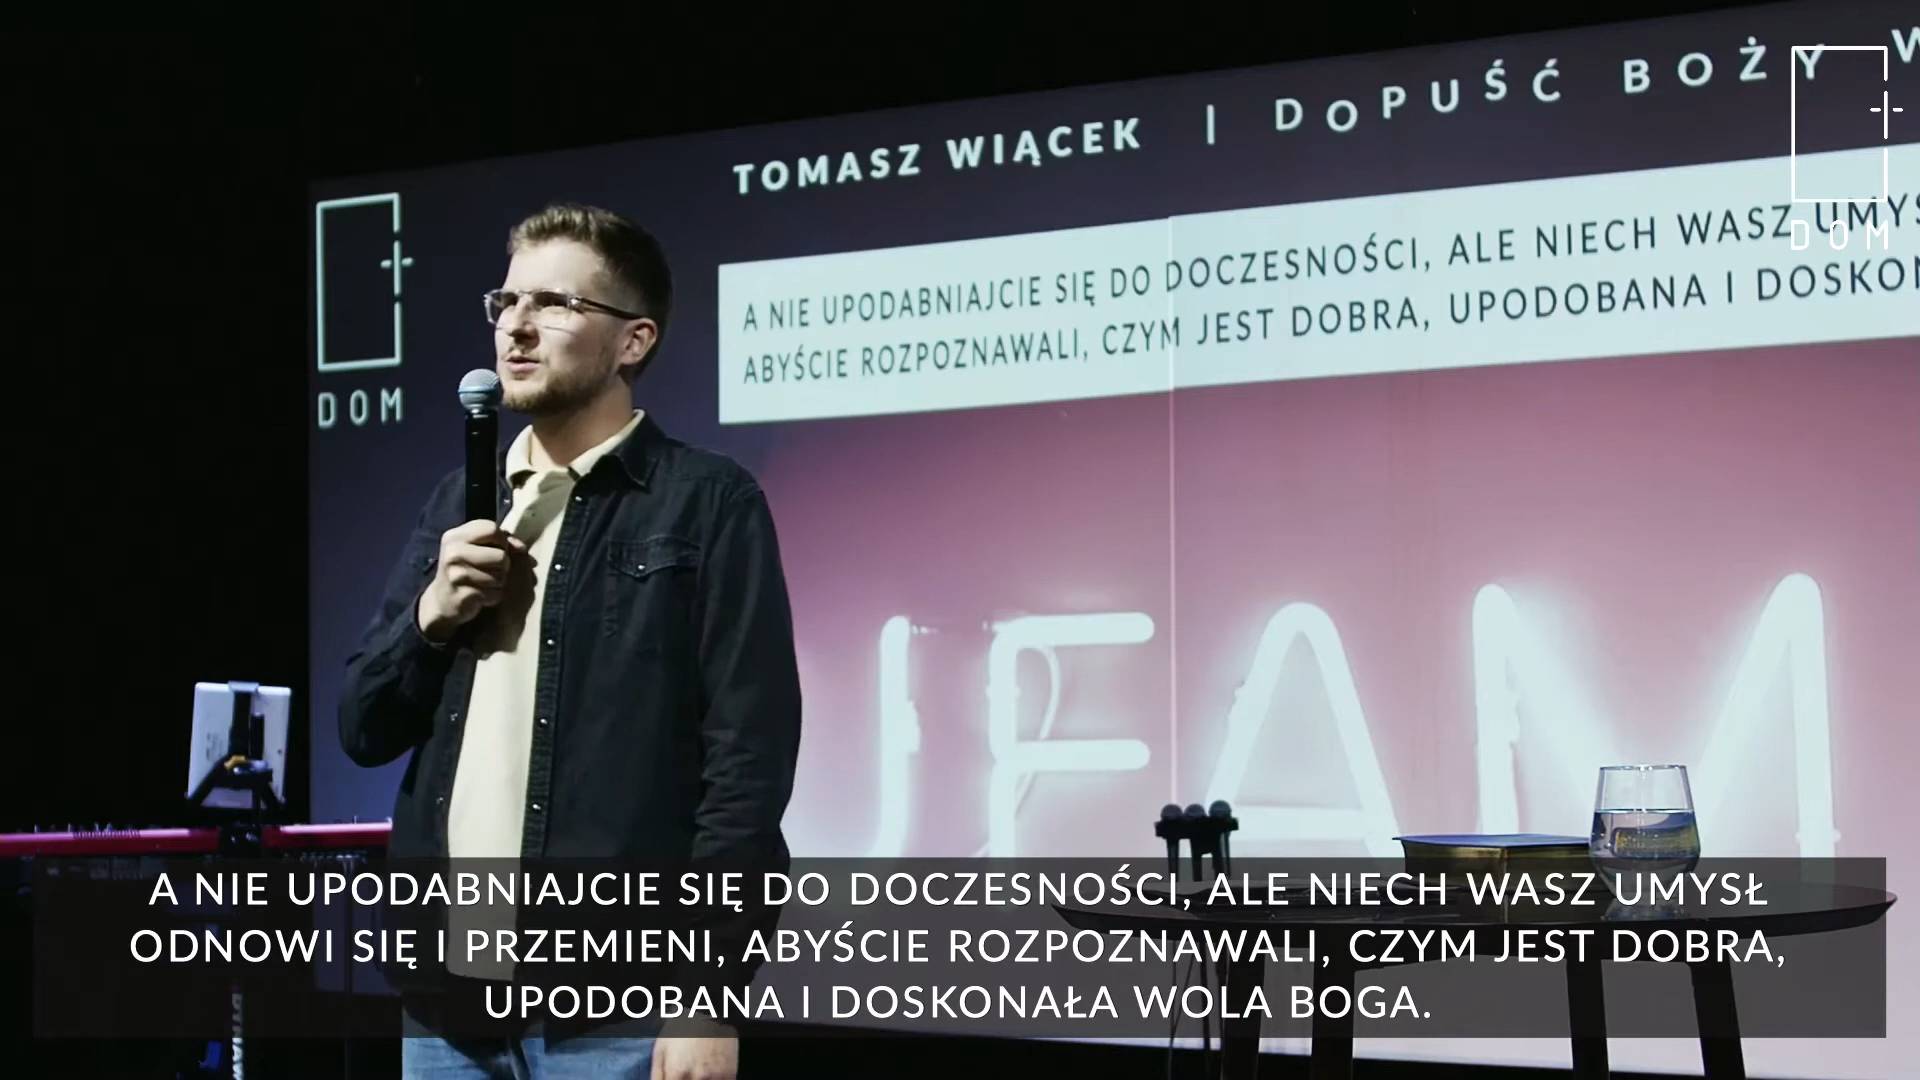 TOMASZ WIĄCEK | DOPUŚĆ BOŻY
DOM
DOM
A NIE UPODABNIAJCIE SIĘ DO DOCZESNOŚCI, ALE NIECH WASZ
ABYŚCIE ROZPOZNAWALI, CZYM JEST DOBRA, UPODOBANA I
UFAM
A NIE UPODABNIAJCIE SIĘ DO DOCZESNOŚCI, ALE NIECH WASZ UMYSŁ
ODNOWI SIĘ I PRZEMIENI, ABYŚCIE ROZPOZNAWALI, CZYM JEST DOBRA,
UPODOBANA I DOSKONAŁA WOLA BOGA.